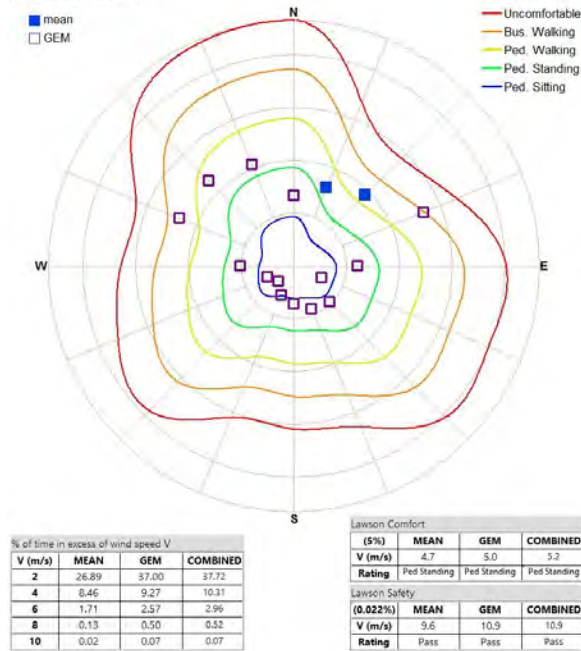 mean
GEM
N
Uncomfortable
Bus. Walking
Ped. Walking
Ped. Standing
Ped. Sitting
W
E
S
% of time in excess of wind speed V
V (m/s) MEAN GEM COMBINED
2 26.89 37.00 37.72
4 8.46 9.27 10.31
6 1.71 2.57 2.96
8 0.13 0.50 0.52
10 0.02 0.07 0.07
Lawson Comfort
(5%) MEAN GEM COMBINED
V (m/s) 4.7 5.0 5.2
Rating Ped Standing Ped Standing Ped Standing
Lawson Safety
(0.022%) MEAN GEM COMBINED
V (m/s) 9.6 10.9 10.9
Rating Pass Pass Pass